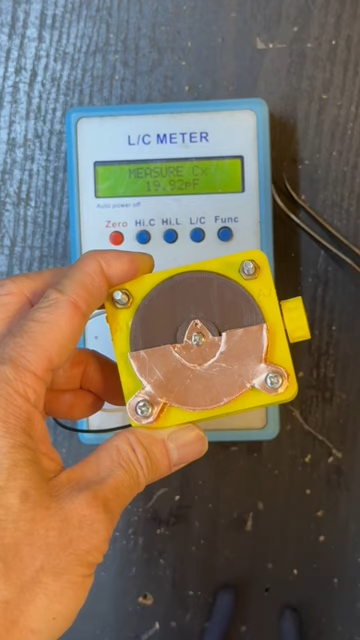 L/C METER
MEASURE Cx
19.92pF
Auto power off
Zero Hi.C Hi.L L/C Func